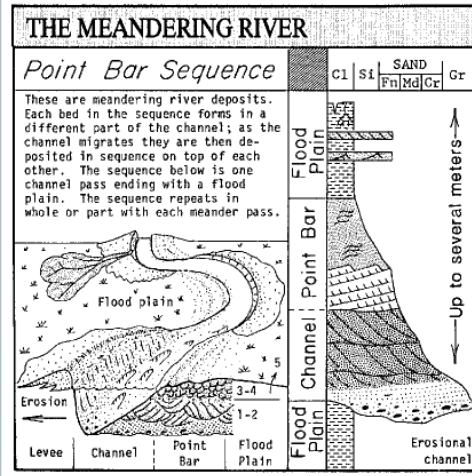 THE MEANDERING RIVER
Point Bar Sequence
Cl Si SAND Gr
Fn Md Cr
These are meandering river deposits.
Each bed in the sequence forms in a
different part of the channel; as the
channel migrates they are then de-
posited in sequence on top of each
other. The sequence below is one
channel pass ending with a flood
plain. The sequence repeats in
whole or part with each meander pass.
Flood Plain
Point Bar
Channel
Flood Plain
Up to several meters
Flood plain
5
3-4
1-2
Erosion
Levee Channel Point Bar Flood Plain
Erosional
channel